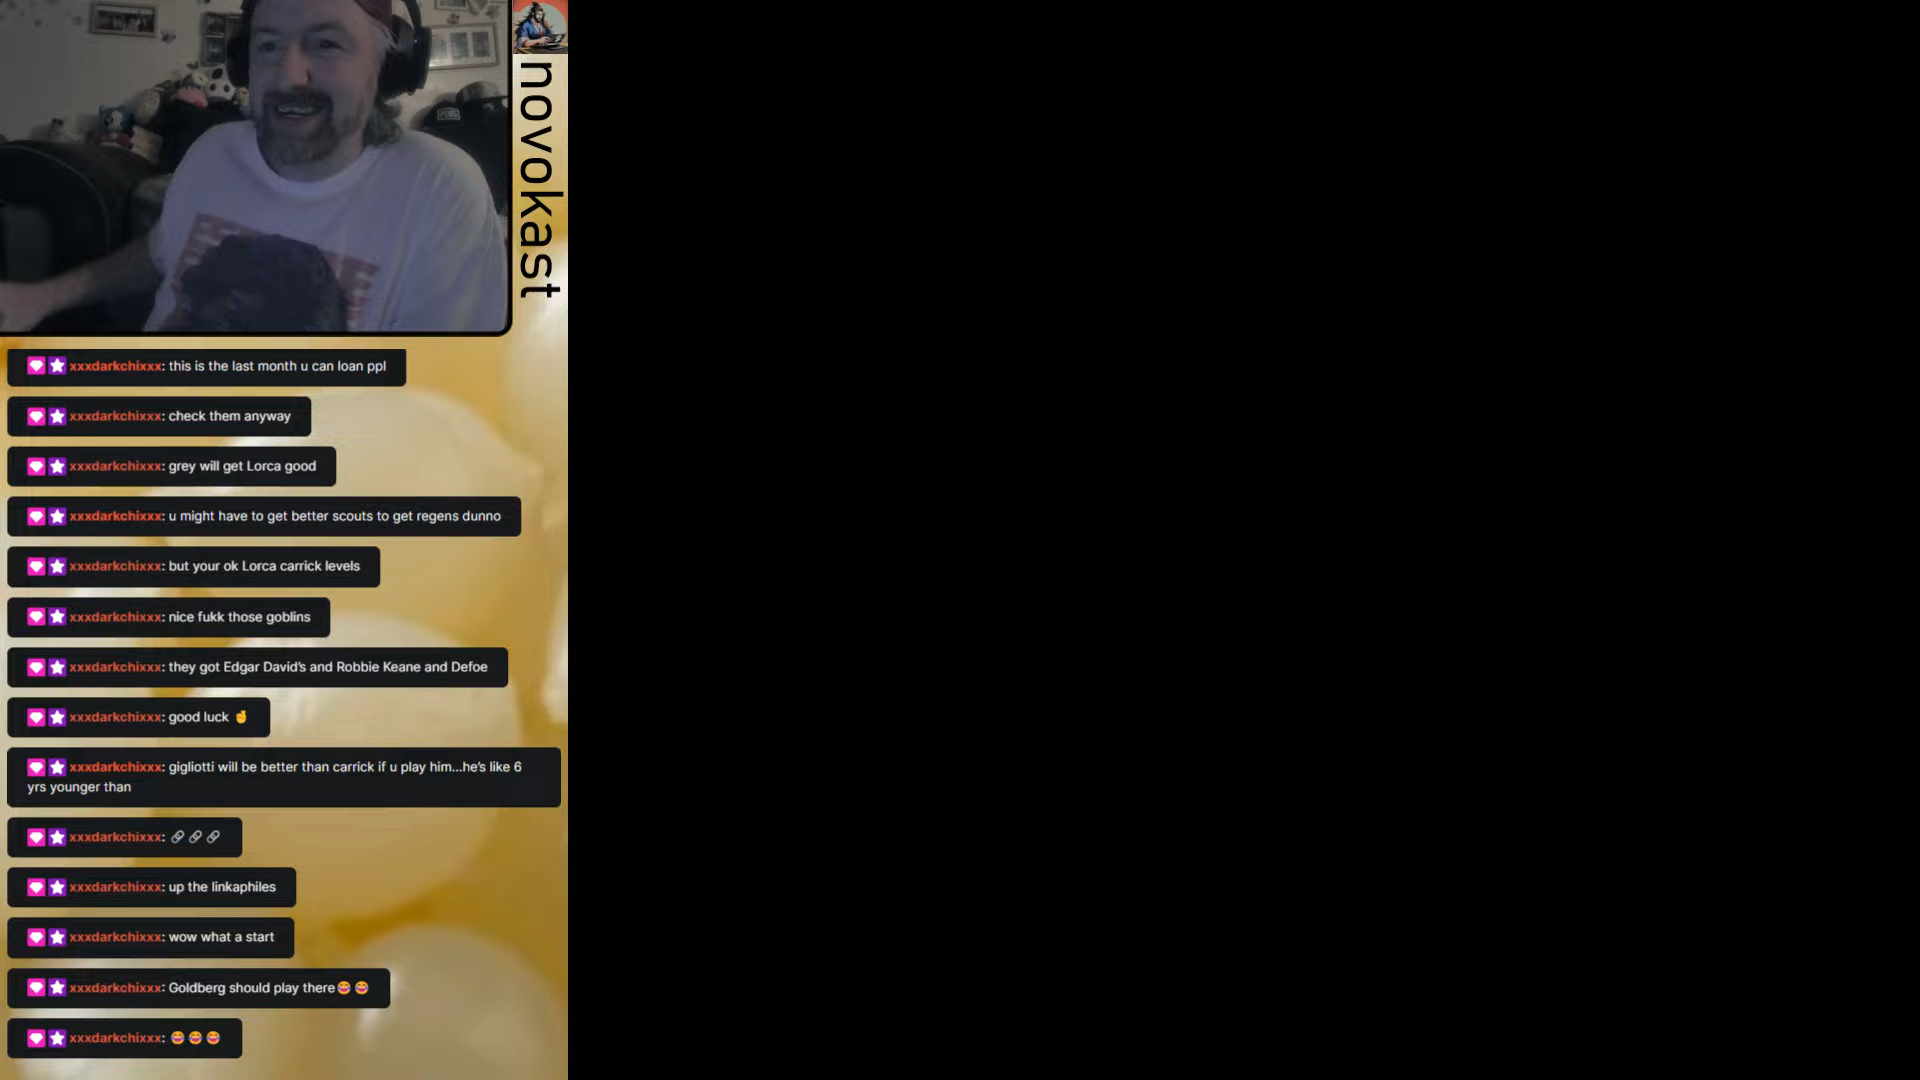 novokast
xxxdarkchixxx: this is the last month u can loan ppl
xxxdarkchixxx: check them anyway
xxxdarkchixxx: grey will get Lorca good
xxxdarkchixxx: u might have to get better scouts to get regens dunno
xxxdarkchixxx: but your ok Lorca carrick levels
xxxdarkchixxx: nice fukk those goblins
xxxdarkchixxx: they got Edgar David's and Robbie Keane and Defoe
xxxdarkchixxx: good luck 🤞
xxxdarkchixxx: gigliotti will be better than carrick if u play him...he's like 6
yrs younger than
xxxdarkchixxx: 🔗 🔗 🔗
xxxdarkchixxx: up the linkaphiles
xxxdarkchixxx: wow what a start
xxxdarkchixxx: Goldberg should play there😂 😂
xxxdarkchixxx: 😂 😂 😂